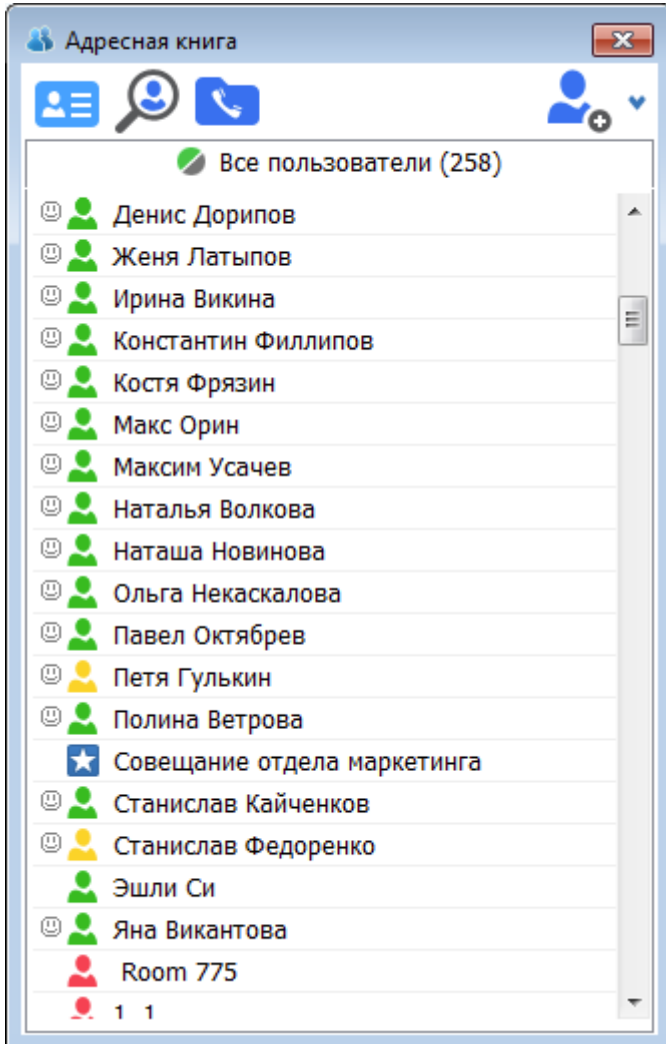 Адресная книга
Все пользователи (258)
Денис Дорипов
Женя Латыпов
Ирина Викина
Константин Филлипов
Костя Фрязин
Макс Орин
Максим Усачев
Наталья Волкова
Наташа Новинова
Ольга Некаскалова
Павел Октябрев
Петя Гулькин
Полина Ветрова
Совещание отдела маркетинга
Станислав Кайченков
Станислав Федоренко
Эшли Си
Яна Викантова
Room 775
1 1